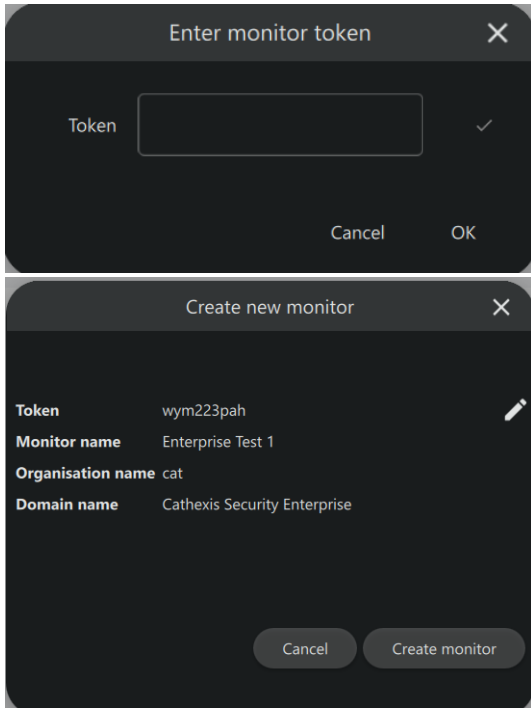 Enter monitor token
Token
Cancel OK
Create new monitor
Token wym223pah
Monitor name Enterprise Test 1
Organisation name cat
Domain name Cathexis Security Enterprise
Cancel Create monitor